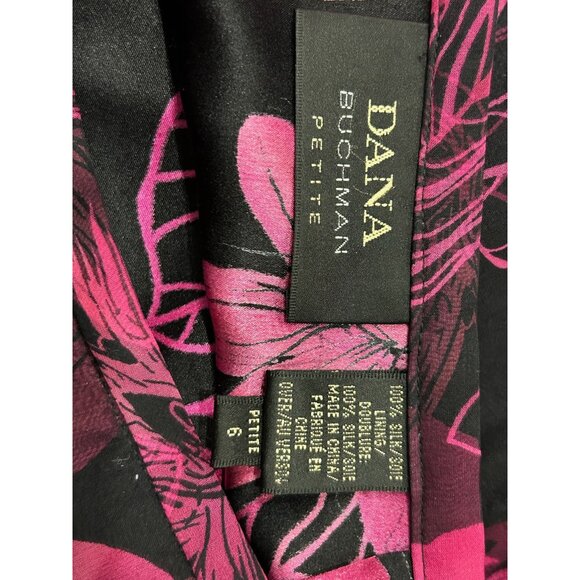 DANA
BUCHMAN
PETITE
100% SILK/SOIE
LINING/
DOUBLURE
100% SILK/SOIE
MADE IN CHINA/
FABRIQUÉ EN
CHINE
OVER/AU VERSO
PETITE
6